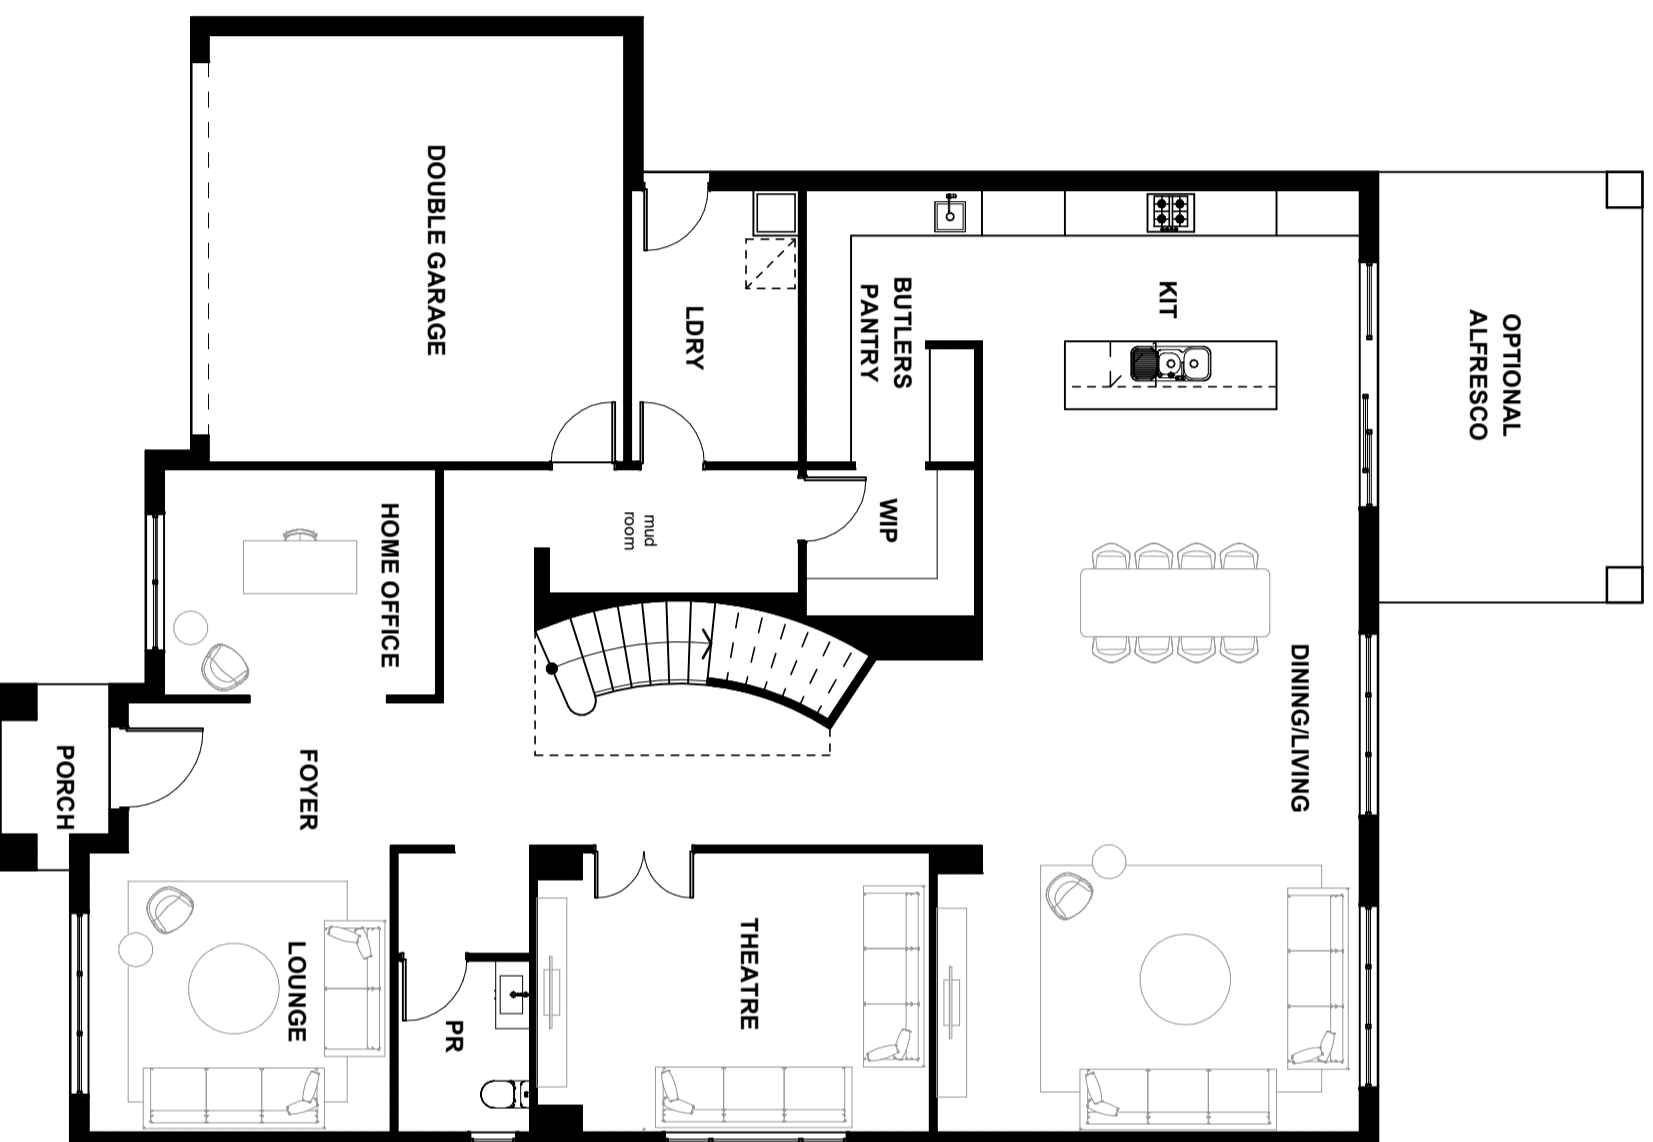 DOUBLE GARAGE
LDRY
BUTLERS
PANTRY
KIT
OPTIONAL
ALFRESCO
HOME OFFICE
mud
room
WIP
DINING/LIVING
PORCH
FOYER
LOUNGE
PR
THEATRE